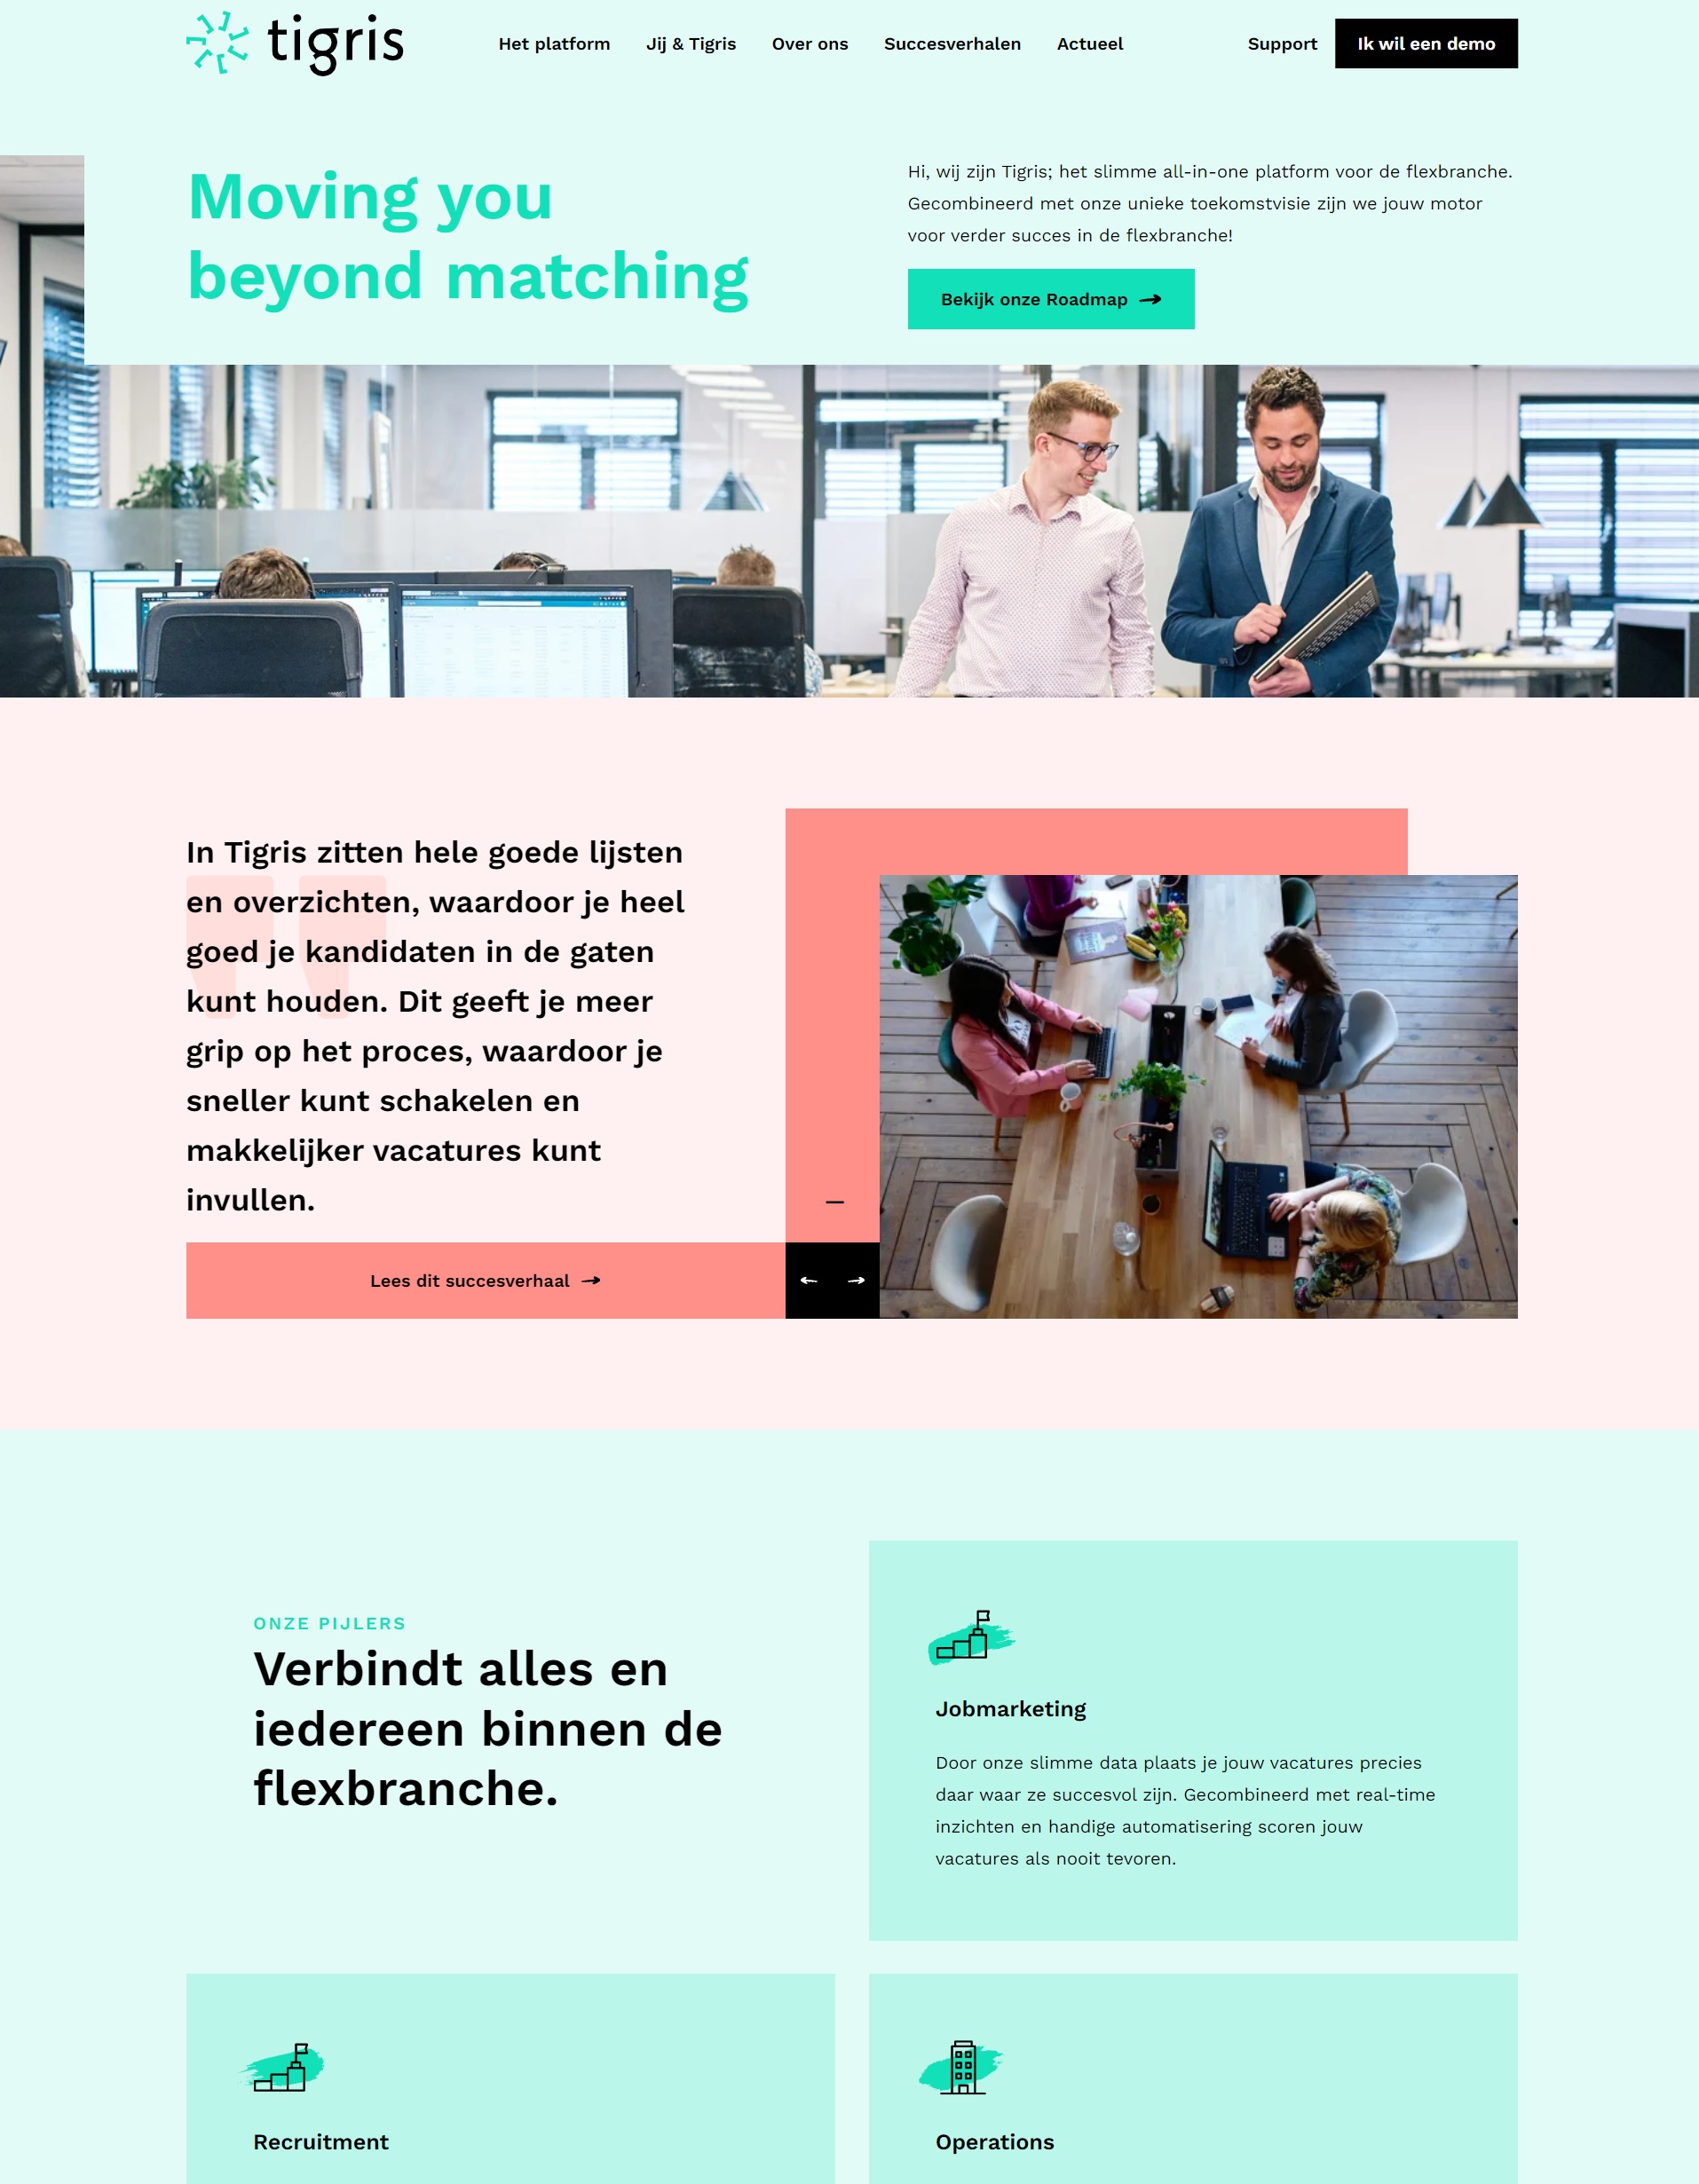 tigris
Het platform
Jij & Tigris
Over ons
Succesverhalen
Actueel
Support
Ik wil een demo
Moving you
beyond matching
Hi, wij zijn Tigris; het slimme all-in-one platform voor de flexbranche.
Gecombineerd met onze unieke toekomstvisie zijn we jouw motor
voor verder succes in de flexbranche!
Bekijk onze Roadmap
In Tigris zitten hele goede lijsten
en overzichten, waardoor je heel
goed je kandidaten in de gaten
kunt houden. Dit geeft je meer
grip op het proces, waardoor je
sneller kunt schakelen en
makkelijker vacatures kunt
invullen.
Lees dit succesverhaal
ONZE PIJLERS
Verbindt alles en
iedereen binnen de
flexbranche.
Jobmarketing
Door onze slimme data plaats je jouw vacatures precies
daar waar ze succesvol zijn. Gecombineerd met real-time
inzichten en handige automatisering scoren jouw
vacatures als nooit tevoren.
Recruitment
Operations